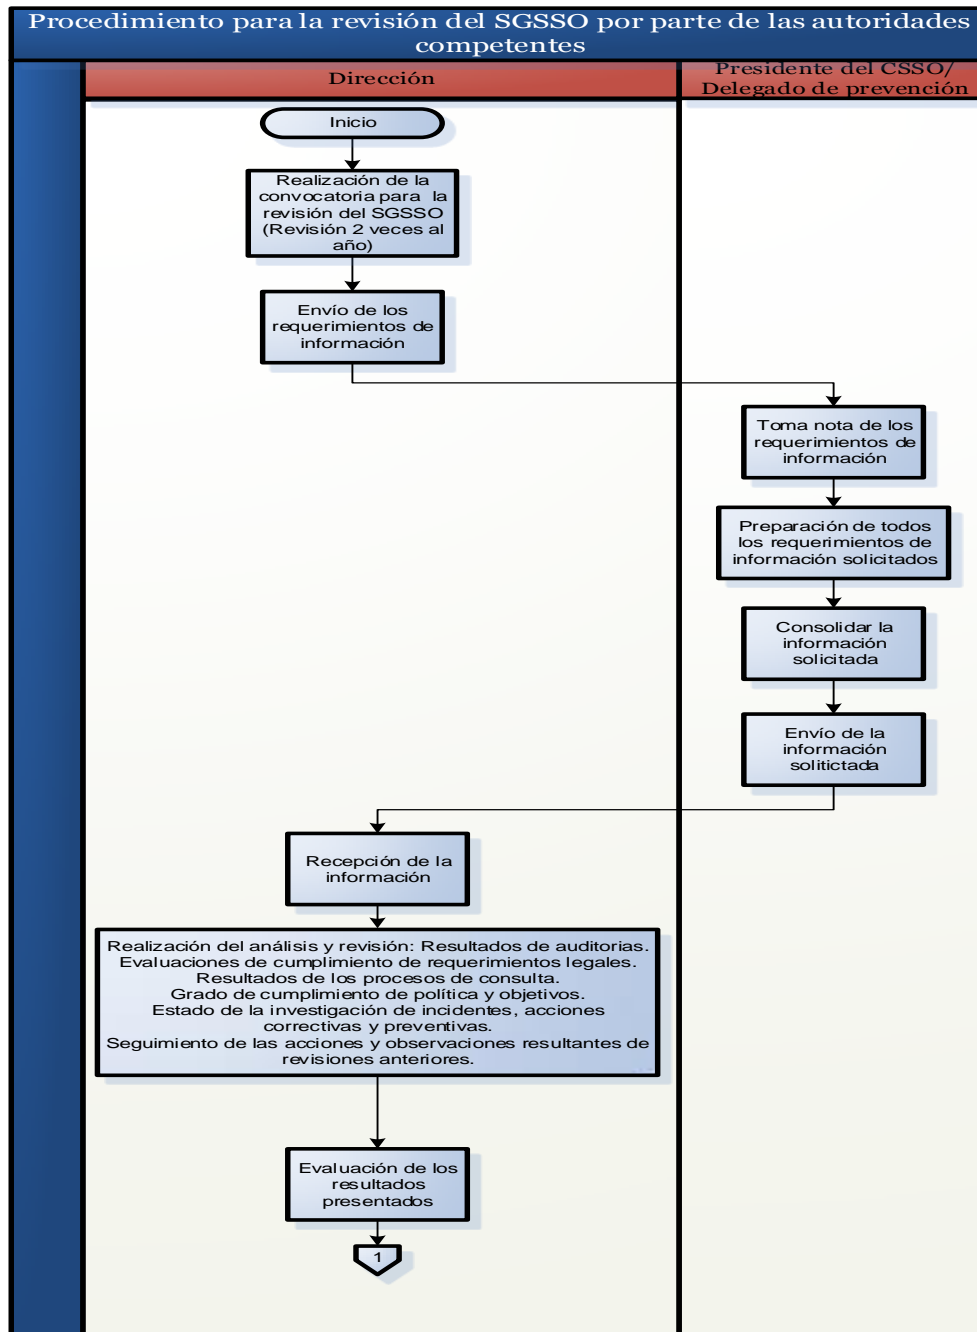 Procedimiento para la revisión del SGSSO por parte de las autoridades
competentes
Dirección
Presidente del CSSO/
Delegado de prevención
Inicio
Realización de la
convocatoria para la
revisión del SGSSO
(Revisión 2 veces al
año)
Envío de los
requerimientos de
información
Toma nota de los
requerimientos de
información
Preparación de todos
los requerimientos de
información solicitados
Consolidar la
información
solicitada
Envío de la
información
solitictada
Recepción de la
información
Realización del análisis y revisión: Resultados de auditorias.
Evaluaciones de cumplimiento de requerimientos legales.
Resultados de los procesos de consulta.
Grado de cumplimiento de política y objetivos.
Estado de la investigación de incidentes, acciones
correctivas y preventivas.
Seguimiento de las acciones y observaciones resultantes de
revisiones anteriores.
Evaluación de los
resultados
presentados
1